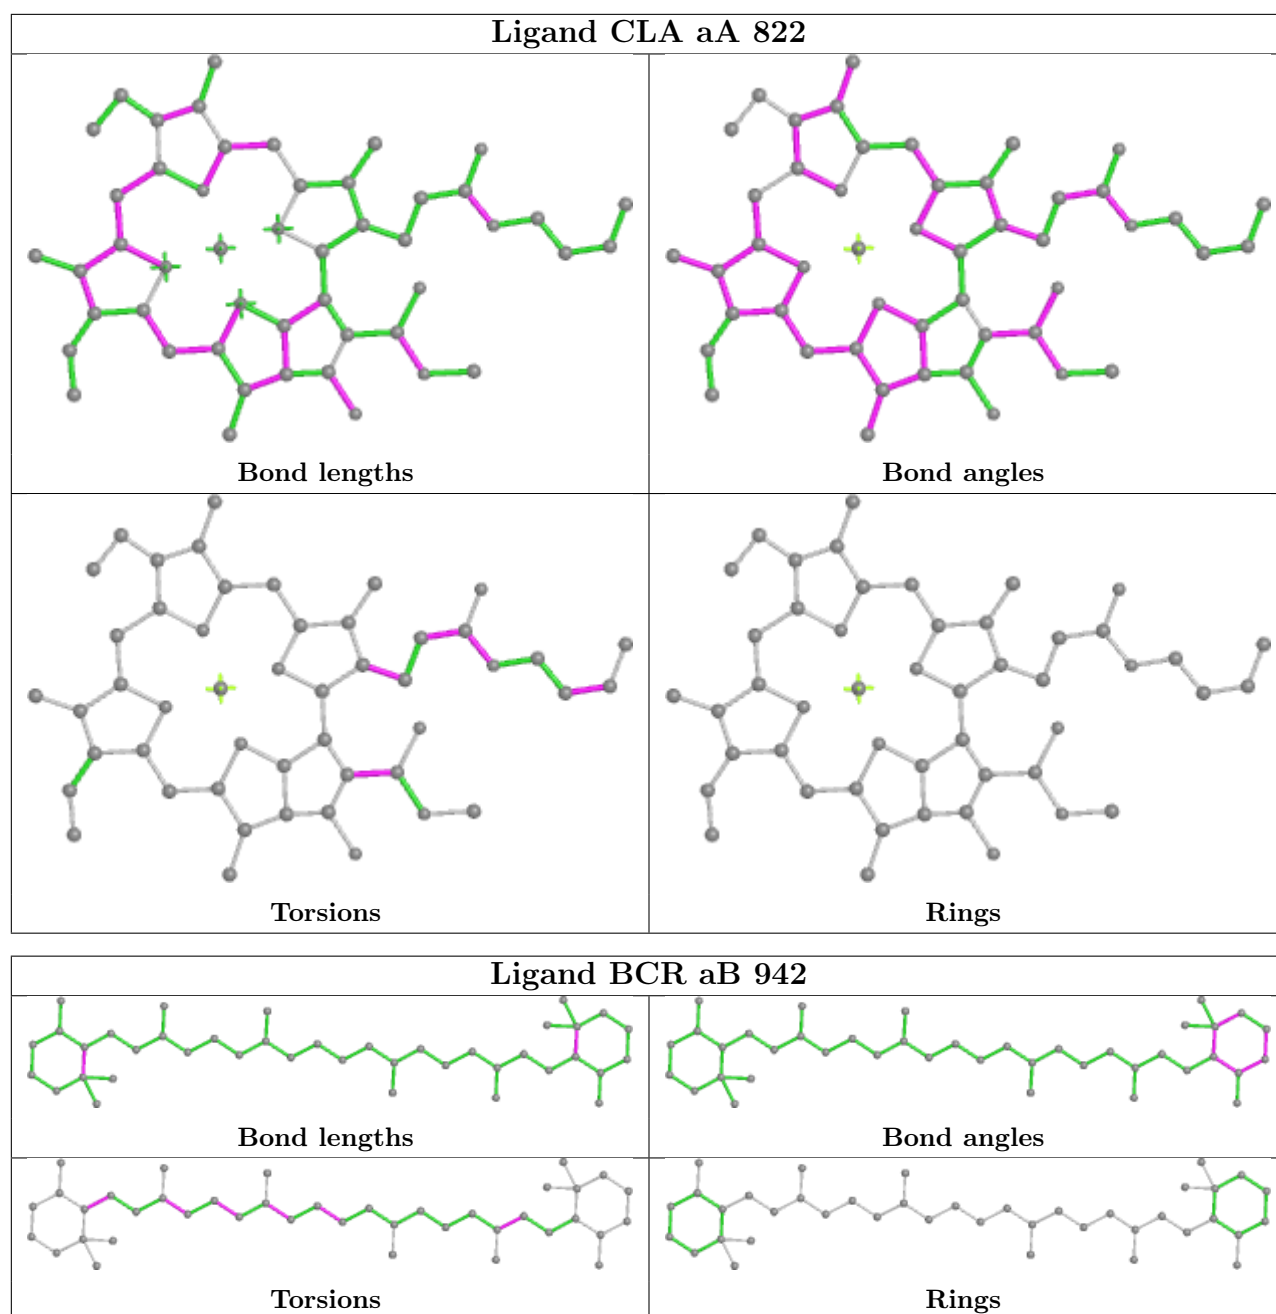 Ligand CLA aA 822
Bond lengths
Bond angles
Torsions
Rings
Ligand BCR aB 942
Bond lengths
Bond angles
Torsions
Rings